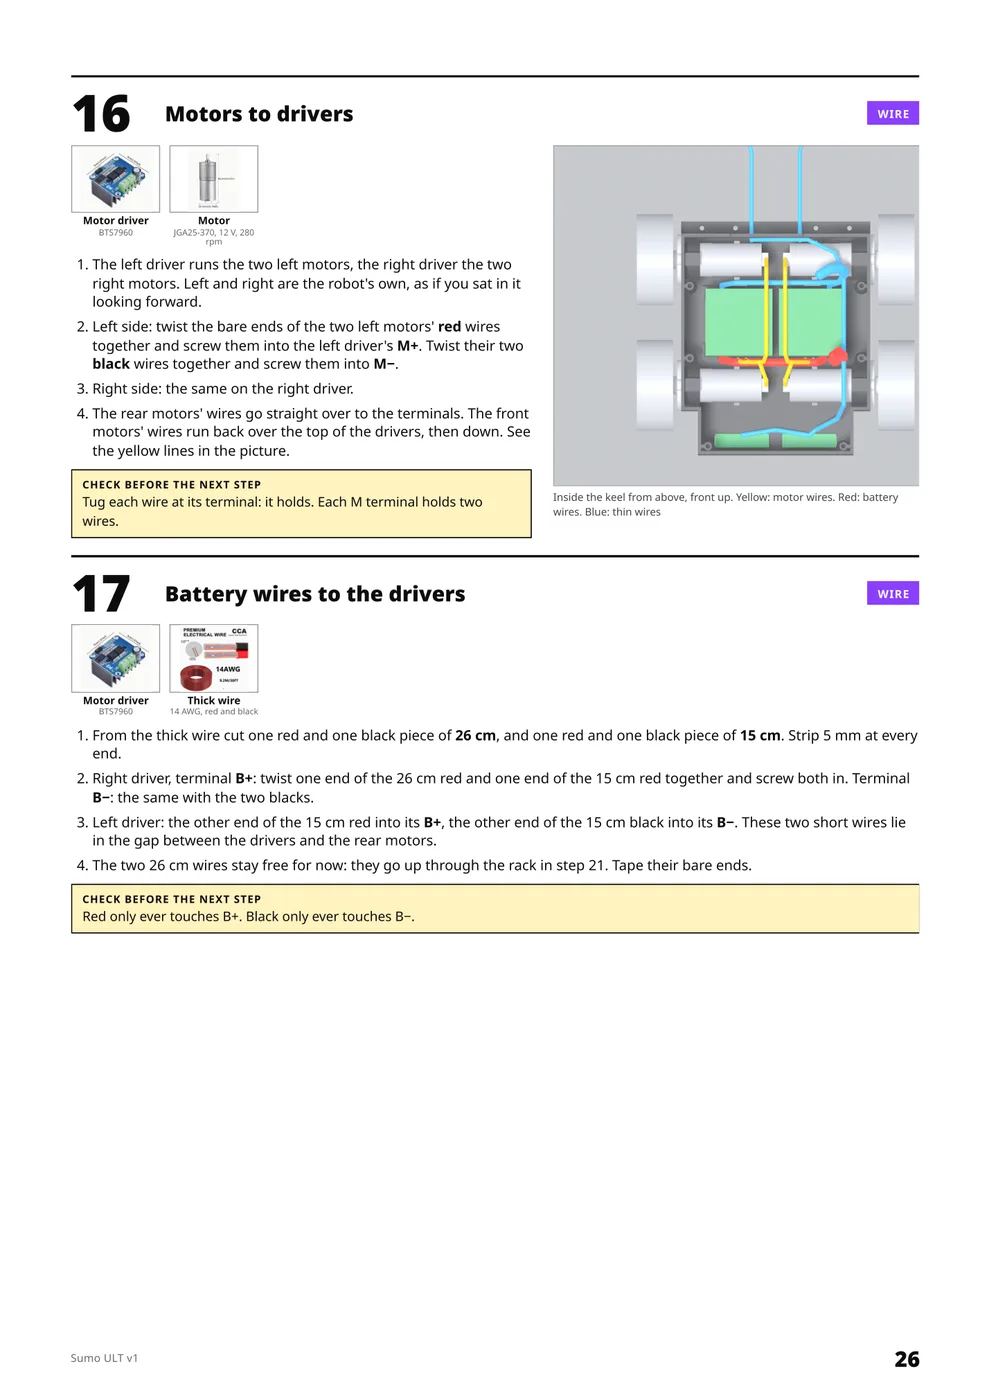 16
Motors to drivers
WIRE
Motor driver
BTS7960
Motor
JGA25-370, 12 V, 280
rpm
1. The left driver runs the two left motors, the right driver the two
right motors. Left and right are the robot's own, as if you sat in it
looking forward.
2. Left side: twist the bare ends of the two left motors' red wires
together and screw them into the left driver's M+. Twist their two
black wires together and screw them into M−.
3. Right side: the same on the right driver.
4. The rear motors' wires go straight over to the terminals. The front
motors' wires run back over the top of the drivers, then down. See
the yellow lines in the picture.
CHECK BEFORE THE NEXT STEP
Tug each wire at its terminal: it holds. Each M terminal holds two
wires.
Inside the keel from above, front up. Yellow: motor wires. Red: battery
wires. Blue: thin wires
17
Battery wires to the drivers
WIRE
PREMIUM
ELECTRICAL WIRE
CCA
14AWG
Motor driver
BTS7960
Thick wire
14 AWG, red and black
1. From the thick wire cut one red and one black piece of 26 cm, and one red and one black piece of 15 cm. Strip 5 mm at every
end.
2. Right driver, terminal B+: twist one end of the 26 cm red and one end of the 15 cm red together and screw both in. Terminal
B−: the same with the two blacks.
3. Left driver: the other end of the 15 cm red into its B+, the other end of the 15 cm black into its B−. These two short wires lie
in the gap between the drivers and the rear motors.
4. The two 26 cm wires stay free for now: they go up through the rack in step 21. Tape their bare ends.
CHECK BEFORE THE NEXT STEP
Red only ever touches B+. Black only ever touches B−.
Sumo ULT v1
26